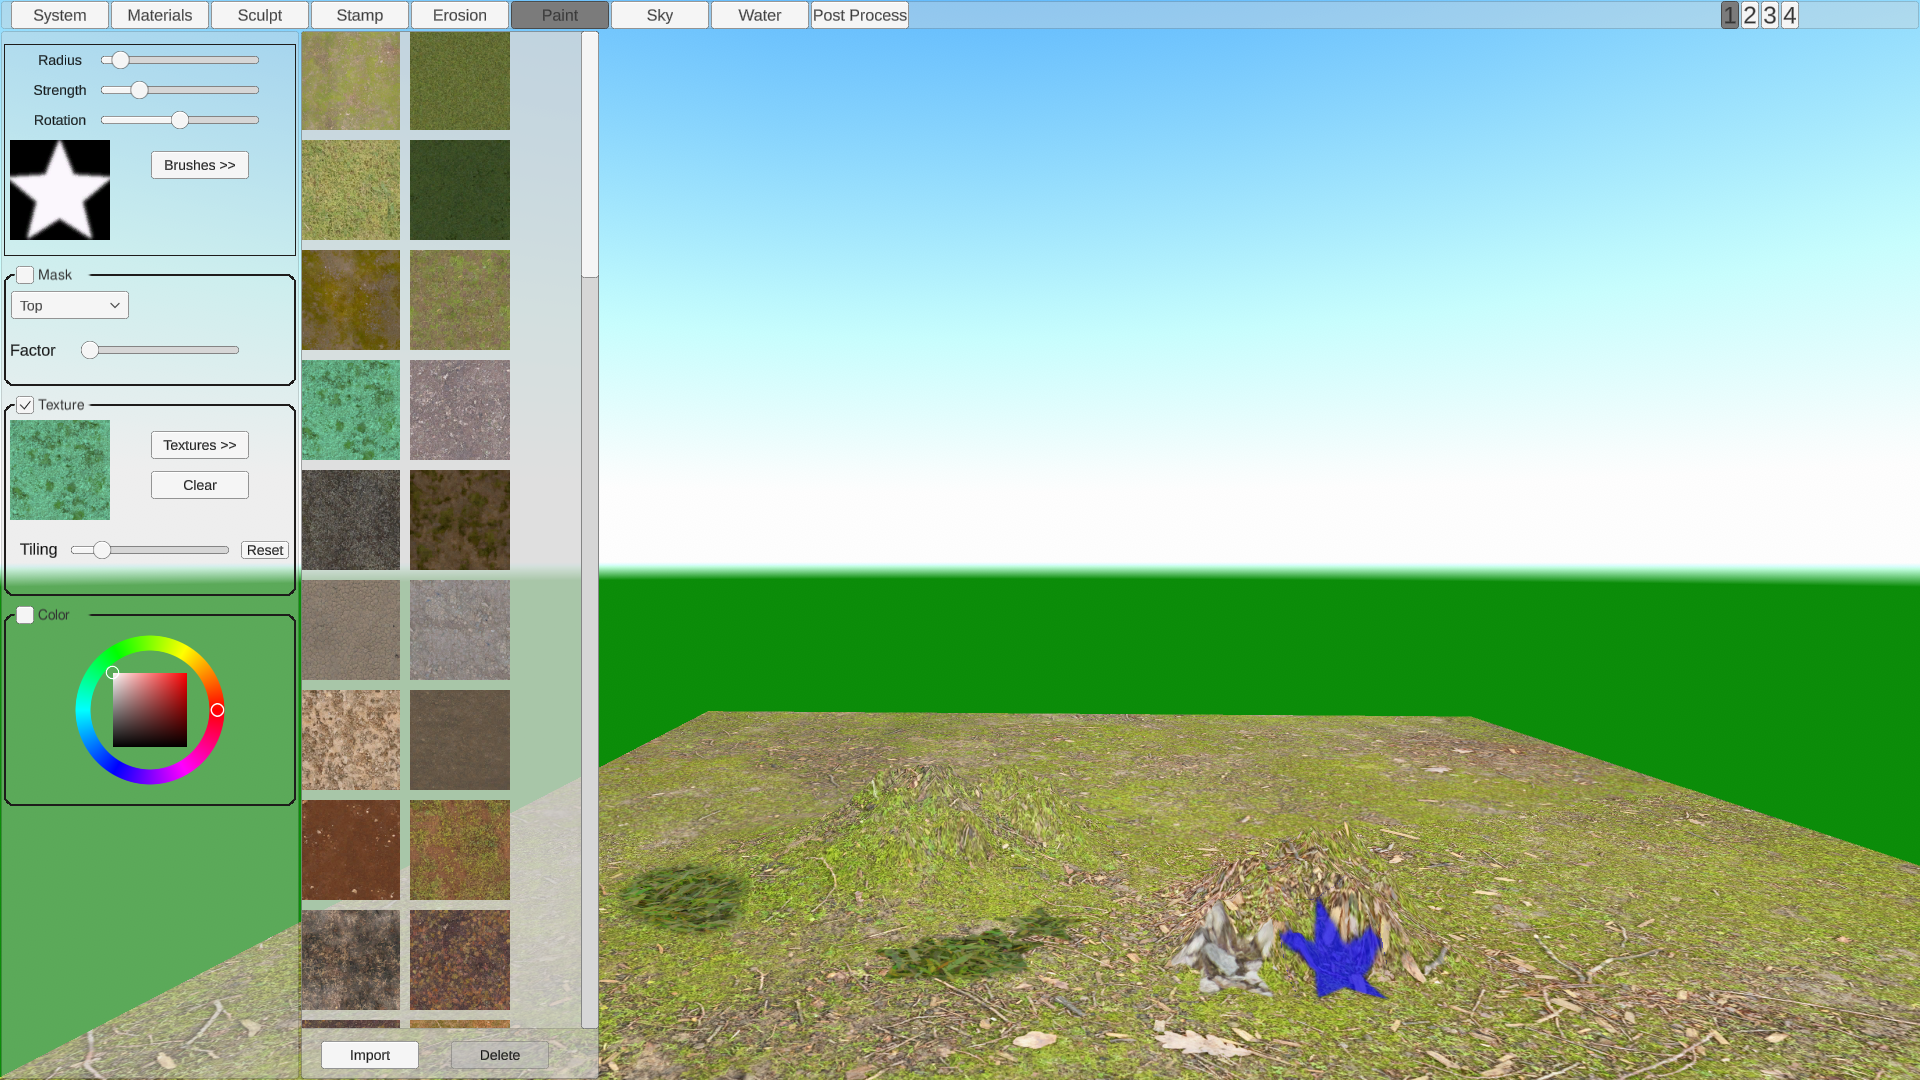 System Materials Sculpt Stamp Erosion Paint Sky Water Post Process 1 2 3 4
Radius
Strength
Rotation
Brushes >>
Mask
Top
Factor
Texture
Textures >>
Clear
Tiling Reset
Color
Import Delete